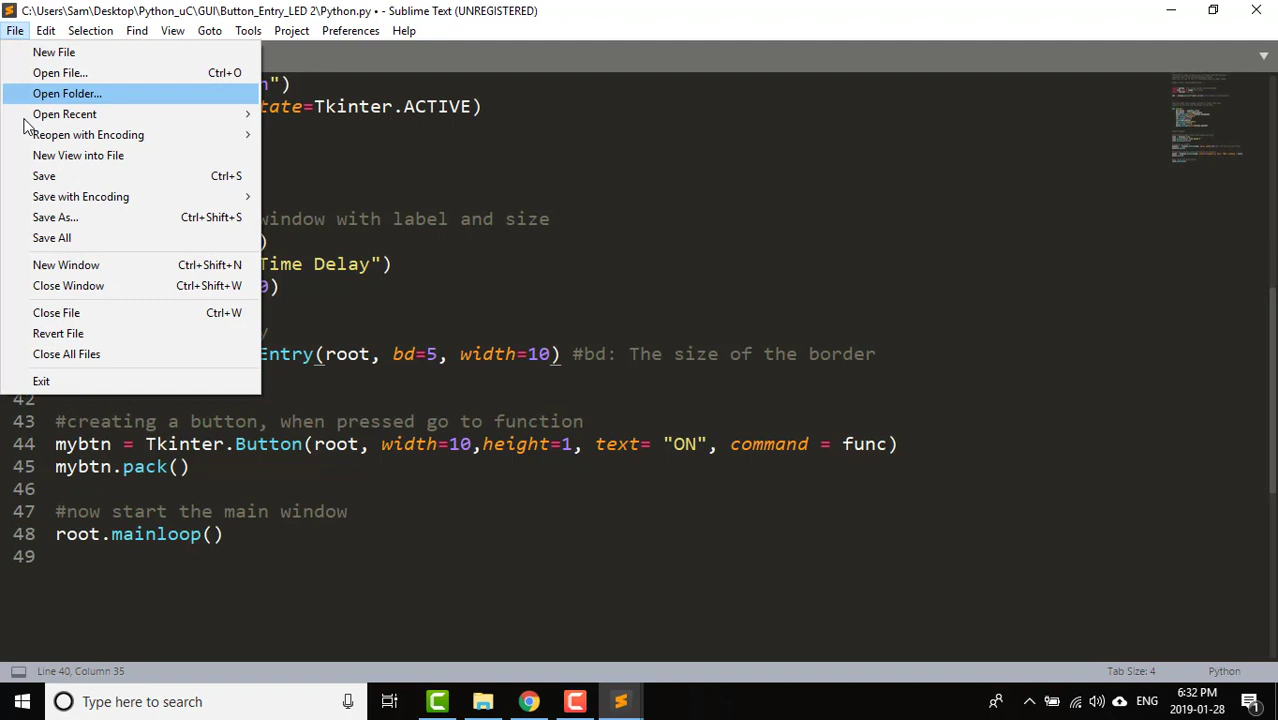 C:\Users\Sam\Desktop\Python_uC\GUI\Button_Entry_LED 2\Python.py • - Sublime Text (UNREGISTERED)
File Edit Selection Find View Goto Tools Project Preferences Help
New File
Open File... Ctrl+O
Open Folder...
Open Recent
Reopen with Encoding
New View into File
Save Ctrl+S
Save with Encoding
Save As... Ctrl+Shift+S
Save All
New Window Ctrl+Shift+N
Close Window Ctrl+Shift+W
Close File Ctrl+W
Revert File
Close All Files
Exit
")
tate=Tkinter.ACTIVE)
window with label and size
)
Time Delay")
0)
Entry(root, bd=5, width=10) #bd: The size of the border
42
43 #creating a button, when pressed go to function
44 mybtn = Tkinter.Button(root, width=10,height=1, text= "ON", command = func)
45 mybtn.pack()
46
47 #now start the main window
48 root.mainloop()
49
Line 40, Column 35 Tab Size: 4 Python
Type here to search ENG 6:32 PM
2019-01-28 1